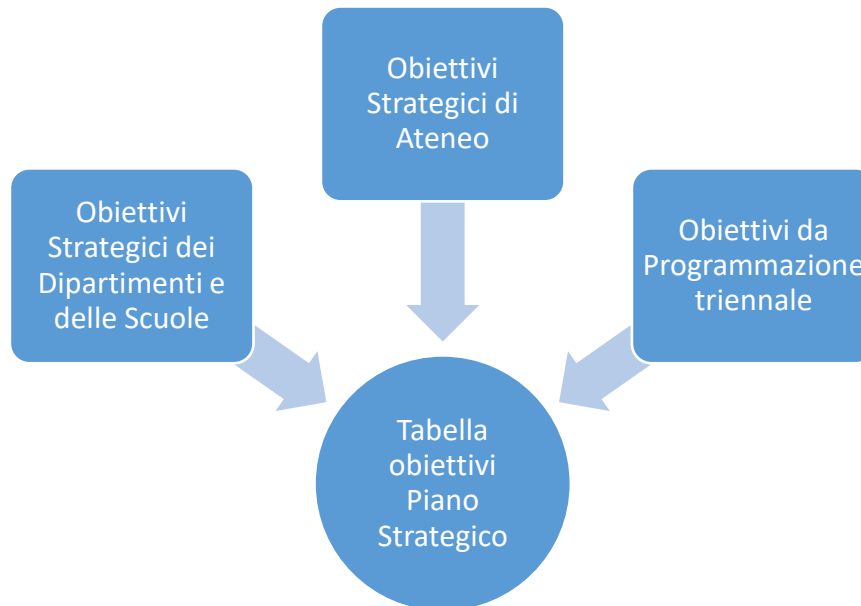 Obiettivi
Strategici di
Ateneo
Obiettivi
Strategici dei
Dipartimenti e
delle Scuole
Obiettivi da
Programmazione
triennale
Tabella
obiettivi
Piano
Strategico